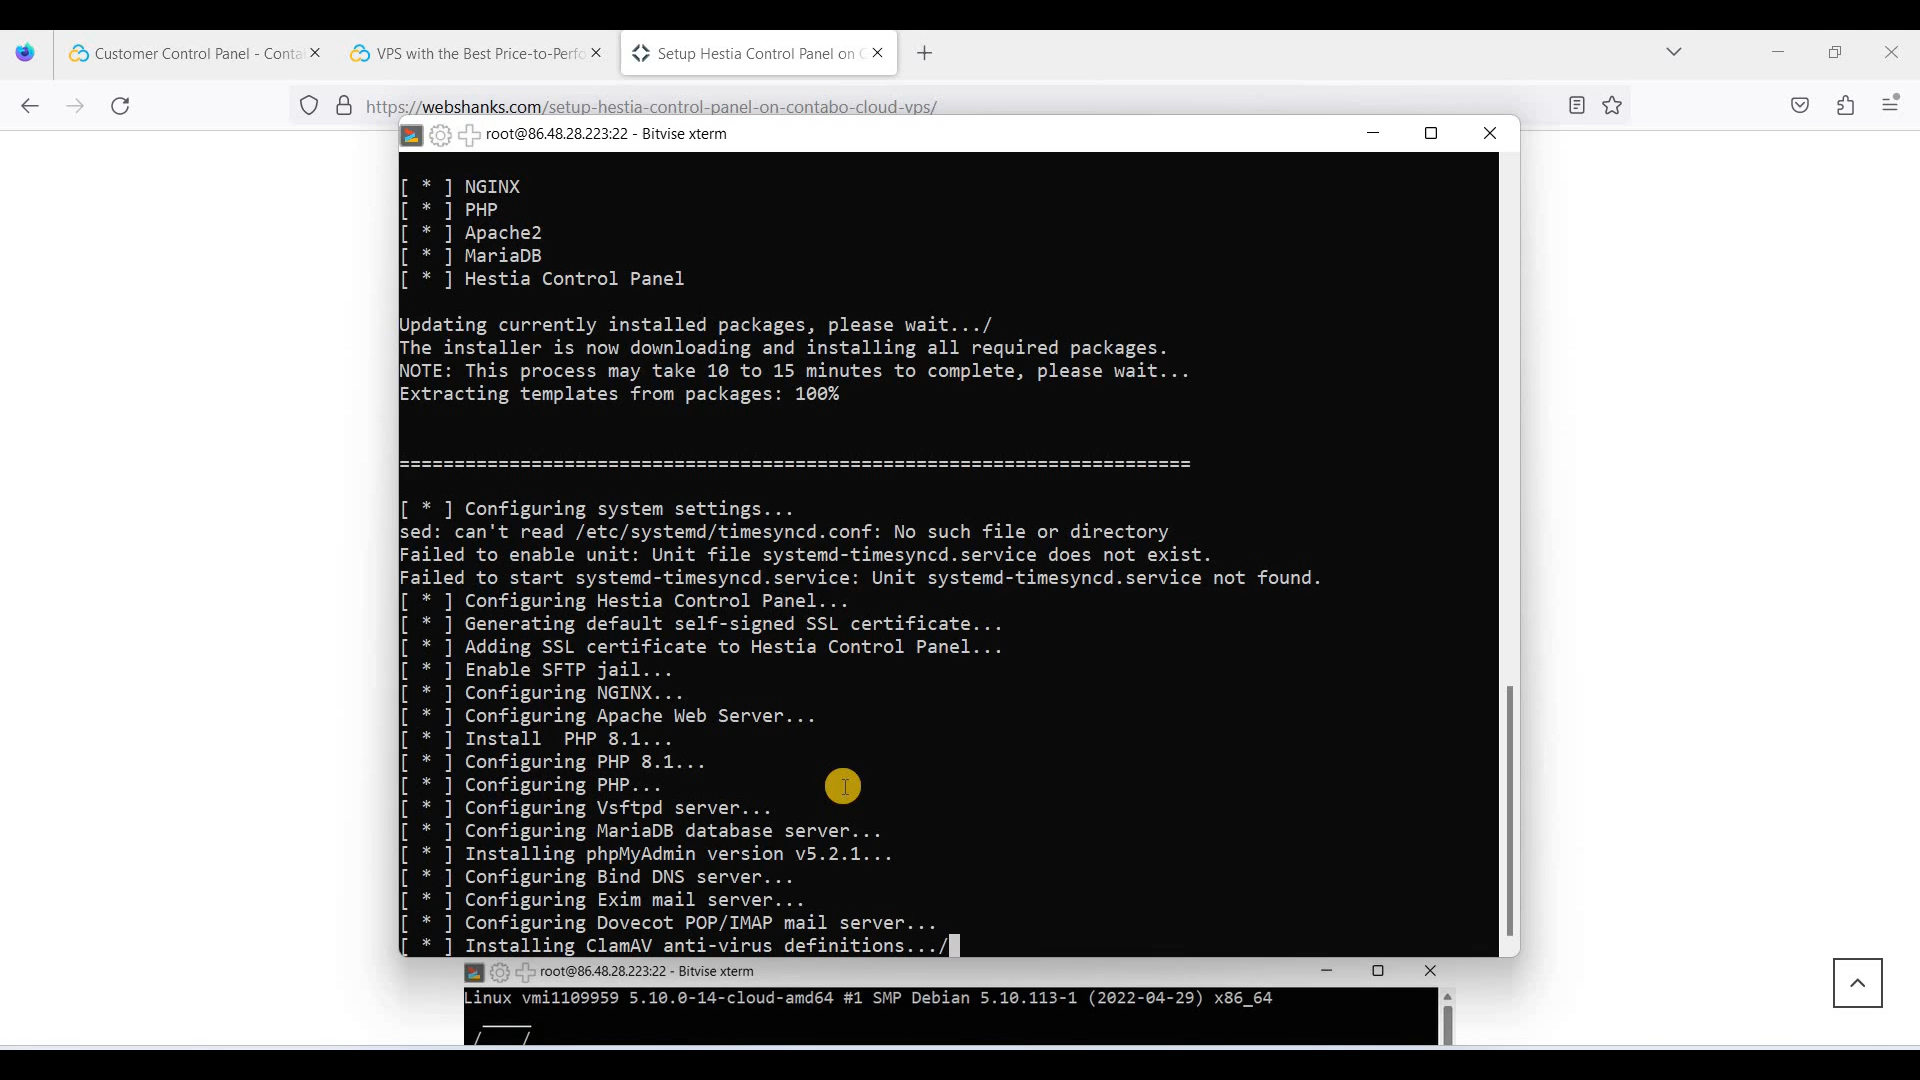 Customer Control Panel - Conta
VPS with the Best Price-to-Perfo
Setup Hestia Control Panel on C
https://webshanks.com/setup-hestia-control-panel-on-contabo-cloud-vps/
root@86.48.28.223:22 - Bitvise xterm
[ * ] NGINX
[ * ] PHP
[ * ] Apache2
[ * ] MariaDB
[ * ] Hestia Control Panel
Updating currently installed packages, please wait.../
The installer is now downloading and installing all required packages.
NOTE: This process may take 10 to 15 minutes to complete, please wait...
Extracting templates from packages: 100%
========================================================================
[ * ] Configuring system settings...
sed: can't read /etc/systemd/timesyncd.conf: No such file or directory
Failed to enable unit: Unit file systemd-timesyncd.service does not exist.
Failed to start systemd-timesyncd.service: Unit systemd-timesyncd.service not found.
[ * ] Configuring Hestia Control Panel...
[ * ] Generating default self-signed SSL certificate...
[ * ] Adding SSL certificate to Hestia Control Panel...
[ * ] Enable SFTP jail...
[ * ] Configuring NGINX...
[ * ] Configuring Apache Web Server...
[ * ] Install  PHP 8.1...
[ * ] Configuring PHP 8.1...
[ * ] Configuring PHP...
[ * ] Configuring Vsftpd server...
[ * ] Configuring MariaDB database server...
[ * ] Installing phpMyAdmin version v5.2.1...
[ * ] Configuring Bind DNS server...
[ * ] Configuring Exim mail server...
[ * ] Configuring Dovecot POP/IMAP mail server...
[ * ] Installing ClamAV anti-virus definitions.../
root@86.48.28.223:22 - Bitvise xterm
Linux vmi1109959 5.10.0-14-cloud-amd64 #1 SMP Debian 5.10.113-1 (2022-04-29) x86_64